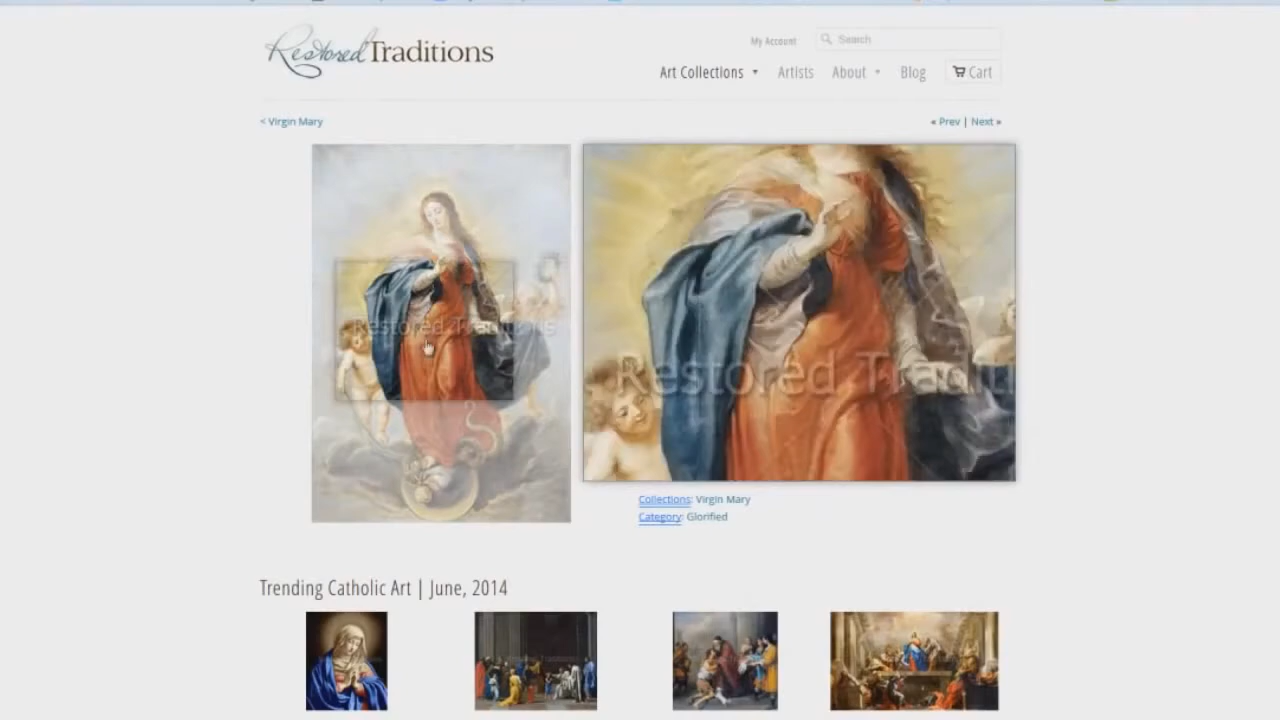 Restored Traditions
My Account
Search
Art Collections ▼ Artists About ▼ Blog Cart
< Virgin Mary
« Prev | Next »
Restored Traditions
Restored Traditi
Collections: Virgin Mary
Category: Glorified
Trending Catholic Art | June, 2014